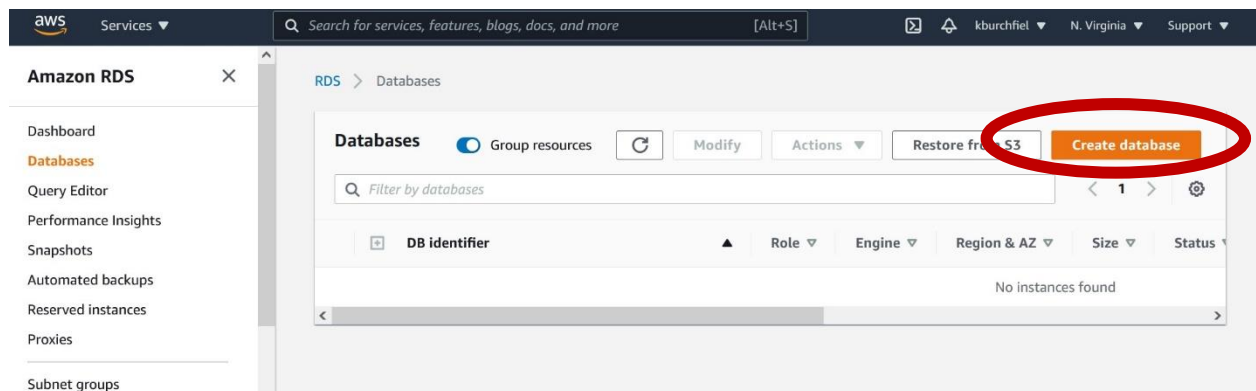 aws Services ▼ Search for services, features, blogs, docs, and more [Alt+S] kburchfiel ▼ N. Virginia ▼ Support ▼
Amazon RDS
Dashboard
Databases
Query Editor
Performance Insights
Snapshots
Automated backups
Reserved instances
Proxies
Subnet groups
RDS > Databases
Databases Group resources Modify Actions ▼ Restore from S3 Create database
Filter by databases < 1 >
DB identifier ▲ Role ▽ Engine ▽ Region & AZ ▽ Size ▽ Status
No instances found